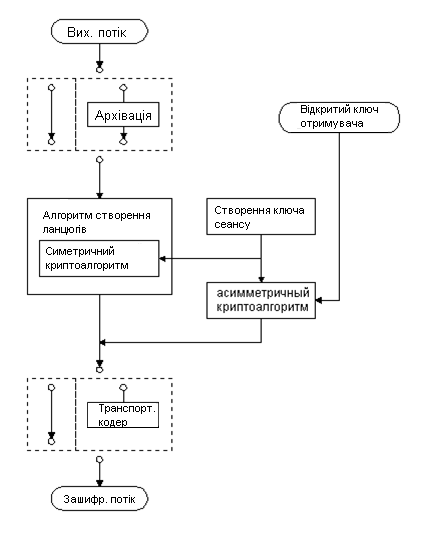 Вих. потік
Архівація
Відкритий ключ
отримувача
Алгоритм створення
ланцюгів
Симетричний
криптоалгоритм
Створення ключа
сеансу
асимметричный
криптоалгоритм
Транспорт.
кодер
Зашифр. потік